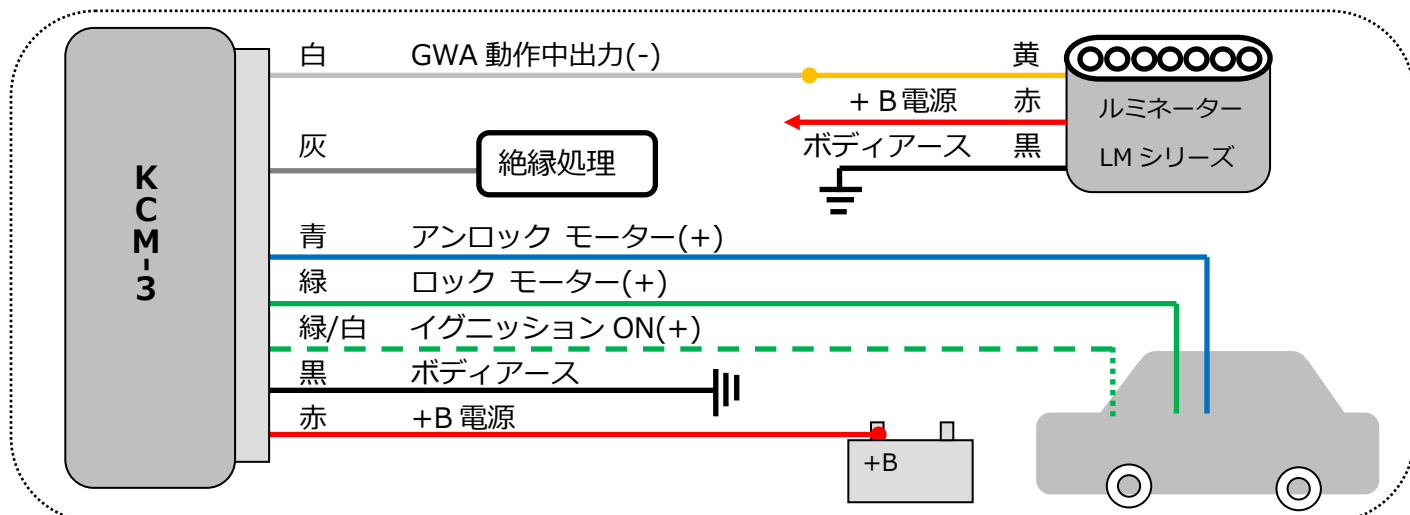 白 GWA 動作中出力(-) 黄
+ B電源 赤
ルミネーター
灰 絶縁処理 ボディアース 黒
LM シリーズ
KCM-3
青 アンロック モーター(+)
緑 ロック モーター(+)
緑/白 イグニッション ON(+)
黒 ボディアース
赤 +B 電源
+B